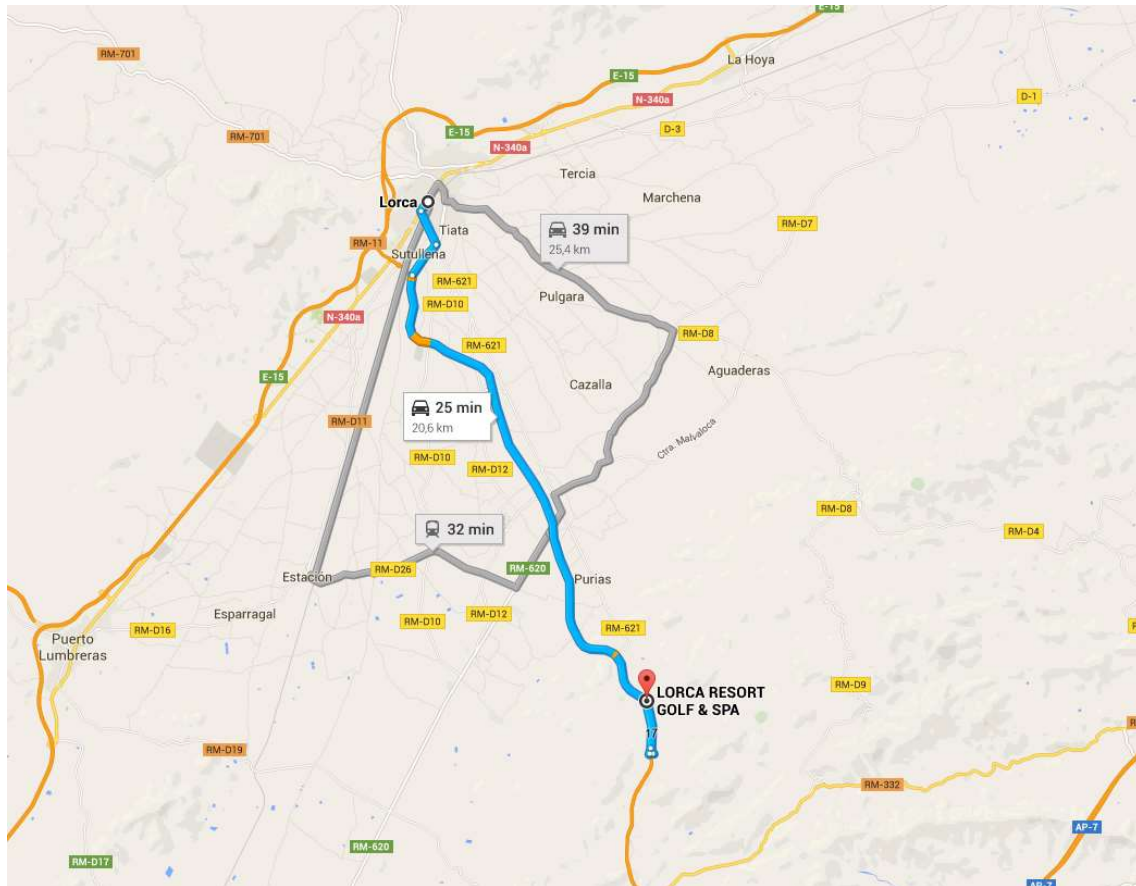 E-15
RM-701
La Hoya
E-15
N-340a
D-1
E-15
D-3
RM-701
N-340a
Tercia
Marchena
Lorca
RM-D7
Tiata
39 min
25,4 km
RM-11
Sutullena
RM-621
Pulgara
RM-D10
N-340a
RM-D8
RM-621
Aguaderas
E-15
Cazalla
25 min
20,6 km
RM-D11
Ctra. Malvaloca
RM-D10
RM-D12
RM-D8
32 min
RM-D4
RM-D26
RM-620
Estación
Purias
Esparragal
RM-D12
RM-D10
RM-621
RM-D16
Puerto
Lumbreras
RM-D9
LORCA RESORT
GOLF & SPA
17
RM-D19
RM-332
AP-7
RM-620
RM-D17
AP-7